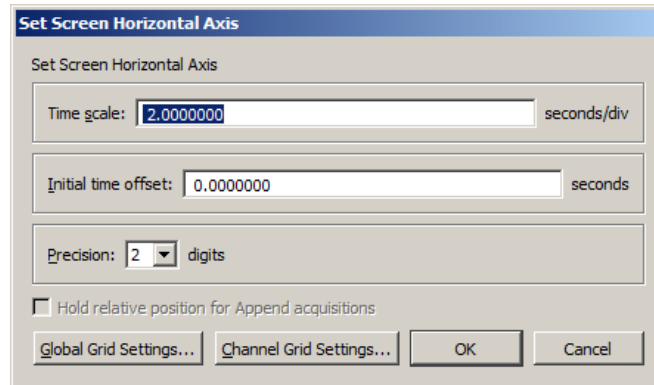 Set Screen Horizontal Axis
Set Screen Horizontal Axis
Time scale: 2.0000000 seconds/div
Initial time offset: 0.0000000 seconds
Precision: 2 digits
Hold relative position for Append acquisitions
Global Grid Settings... Channel Grid Settings... OK Cancel